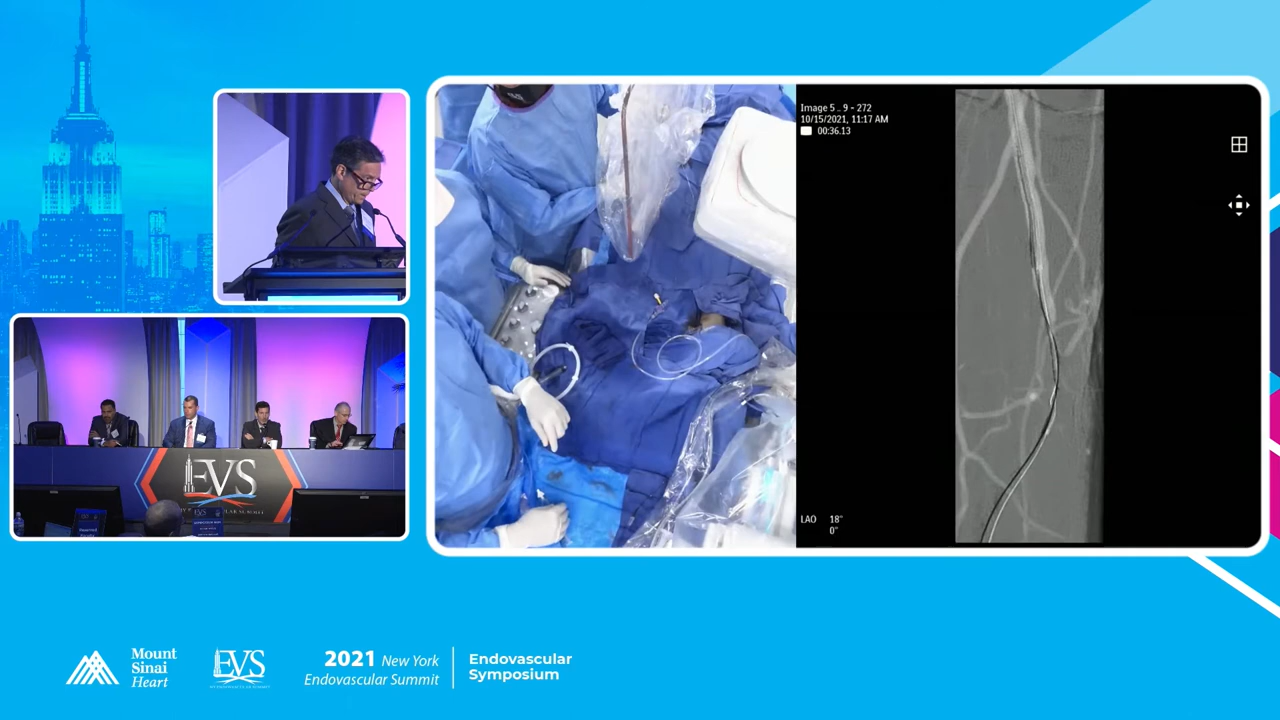 Image 5 .. 9 - 272
10/15/2021, 11:17 AM
00:36.13
LAO 18°
0°
EVS
Mount
Sinai
Heart
EVS
2021 New York
Endovascular Summit
Endovascular
Symposium